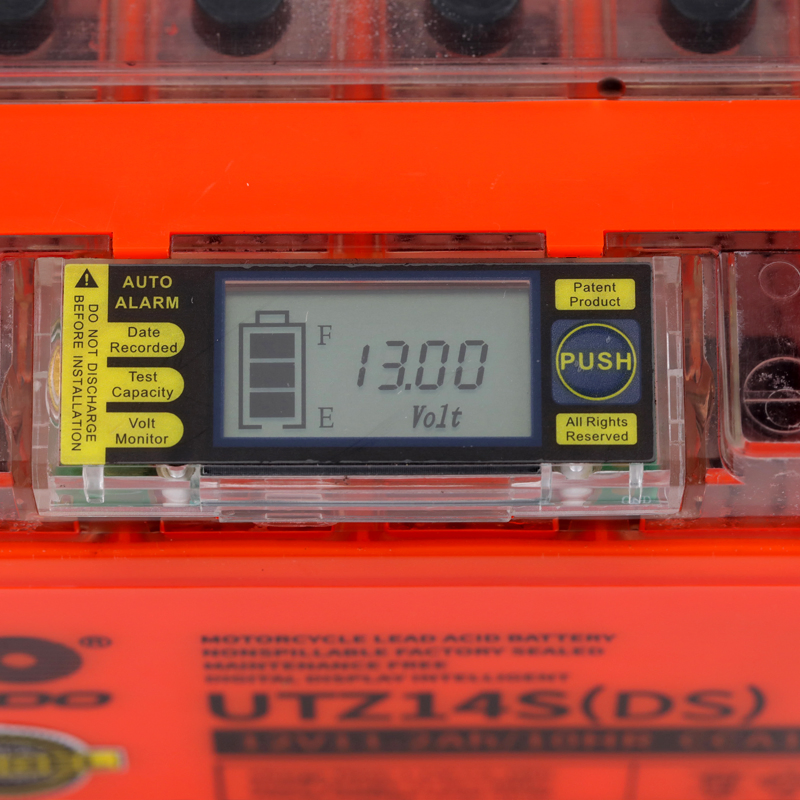 AUTO
ALARM
DO NOT DISCHARGE
BEFORE INSTALLATION
Date
Recorded
Test
Capacity
Volt
Monitor
F
E
13.00
Volt
Patent
Product
PUSH
All Rights
Reserved
MOTORCYCLE LEAD ACID BATTERY
NONSPILLABLE FACTORY SEALED
MAINTENANCE FREE
DIGITAL DISPLAY INTELLIGENT
UTZ14S(DS)